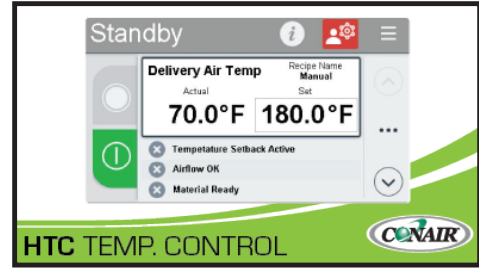 Standby
Delivery Air Temp
Recipe Name
Manual
Actual
Set
70.0°F
180.0°F
Tempetature Setback Active
Airflow OK
Material Ready
HTC TEMP. CONTROL
CONAIR